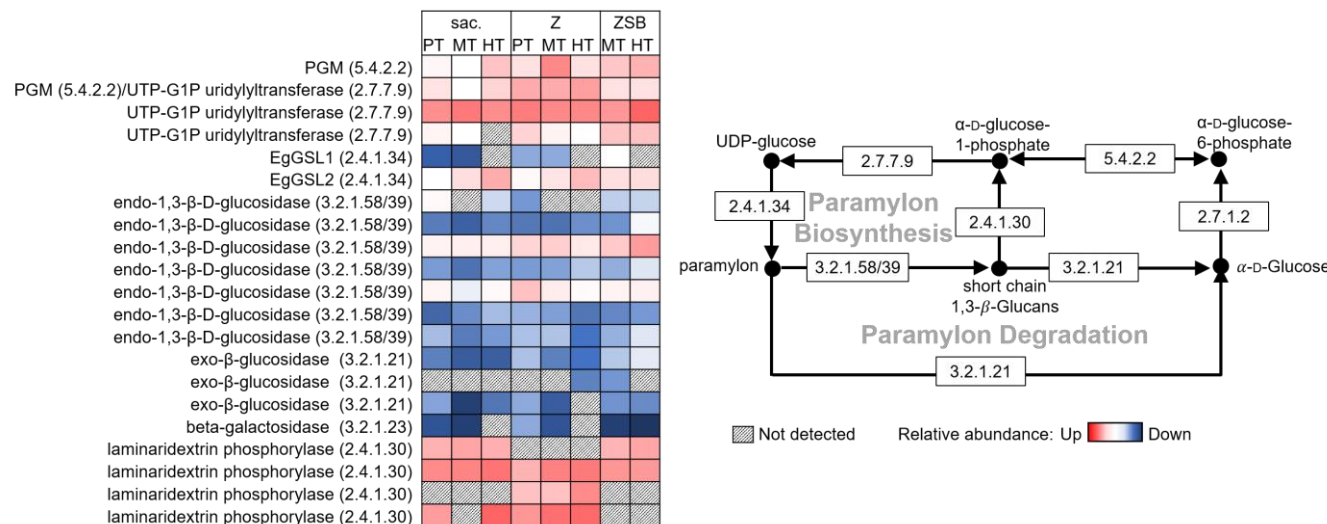 sac. Z ZSB
PT MT HT PT MT HT MT HT
PGM (5.4.2.2)
PGM (5.4.2.2)/UTP-G1P uridylyltransferase (2.7.7.9)
UTP-G1P uridylyltransferase (2.7.7.9)
UTP-G1P uridylyltransferase (2.7.7.9)
EgGSL1 (2.4.1.34)
EgGSL2 (2.4.1.34)
endo-1,3-β-D-glucosidase (3.2.1.58/39)
endo-1,3-β-D-glucosidase (3.2.1.58/39)
endo-1,3-β-D-glucosidase (3.2.1.58/39)
endo-1,3-β-D-glucosidase (3.2.1.58/39)
endo-1,3-β-D-glucosidase (3.2.1.58/39)
endo-1,3-β-D-glucosidase (3.2.1.58/39)
endo-1,3-β-D-glucosidase (3.2.1.58/39)
exo-β-glucosidase (3.2.1.21)
exo-β-glucosidase (3.2.1.21)
exo-β-glucosidase (3.2.1.21)
beta-galactosidase (3.2.1.23)
laminaridextrin phosphorylase (2.4.1.30)
laminaridextrin phosphorylase (2.4.1.30)
laminaridextrin phosphorylase (2.4.1.30)
laminaridextrin phosphorylase (2.4.1.30)
UDP-glucose
2.7.7.9
α-D-glucose-
1-phosphate
5.4.2.2
α-D-glucose-
6-phosphate
2.4.1.34
Paramylon
Biosynthesis
2.4.1.30
2.7.1.2
paramylon
3.2.1.58/39
short chain
1,3-β-Glucans
3.2.1.21
α-D-Glucose
Paramylon Degradation
3.2.1.21
Not detected
Relative abundance: Up Down